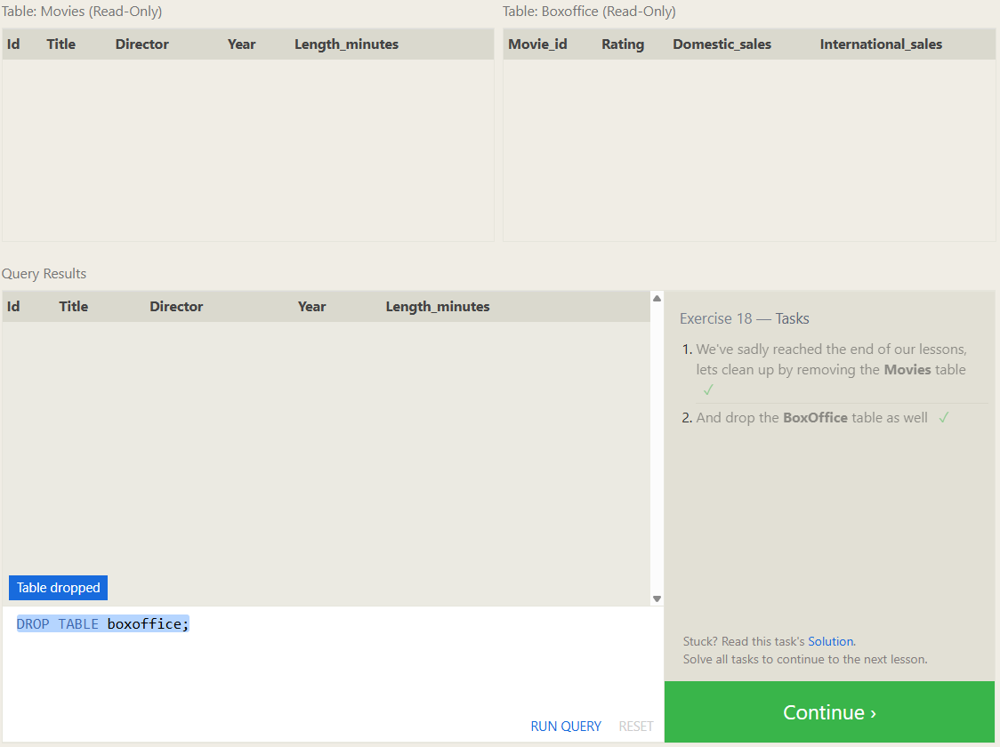 Table: Movies (Read-Only)
Id Title Director Year Length_minutes
Table: Boxoffice (Read-Only)
Movie_id Rating Domestic_sales International_sales
Query Results
Id Title Director Year Length_minutes
Table dropped
DROP TABLE boxoffice;
RUN QUERY RESET
Exercise 18 — Tasks
1. We've sadly reached the end of our lessons,
lets clean up by removing the Movies table
✓
2. And drop the BoxOffice table as well ✓
Stuck? Read this task's Solution.
Solve all tasks to continue to the next lesson.
Continue ›